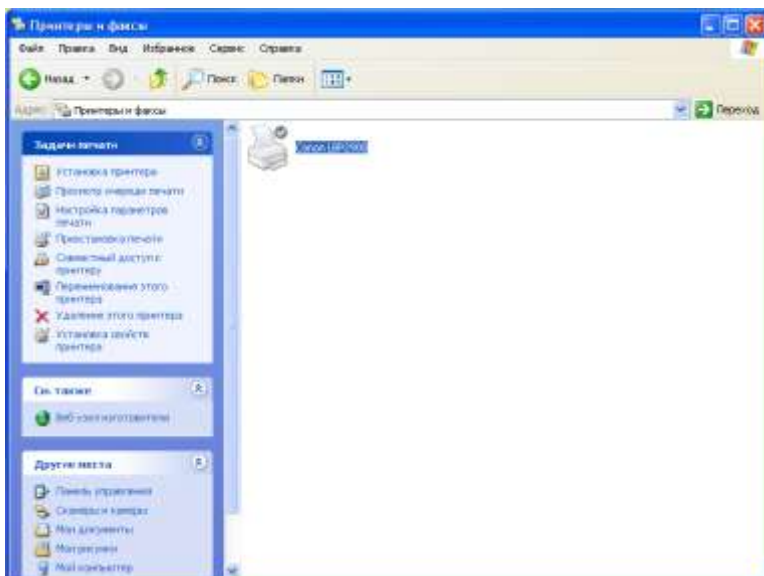 Принтеры и факсы
Файл Правка Вид Избранное Сервис Справка
Назад Поиск Папки
Адрес: Принтеры и факсы Переход
Задачи печати
Canon LBP2900
Установка принтера
Просмотр очереди печати
Настройка параметров
печати
Приостановка печати
Совместный доступ к
принтеру
Переименование этого
принтера
Удаление этого принтера
Установка свойств
принтера
См. также
Веб-узел изготовителя
Другие места
Панель управления
Сканеры и камеры
Мои документы
Мои рисунки
Мой компьютер